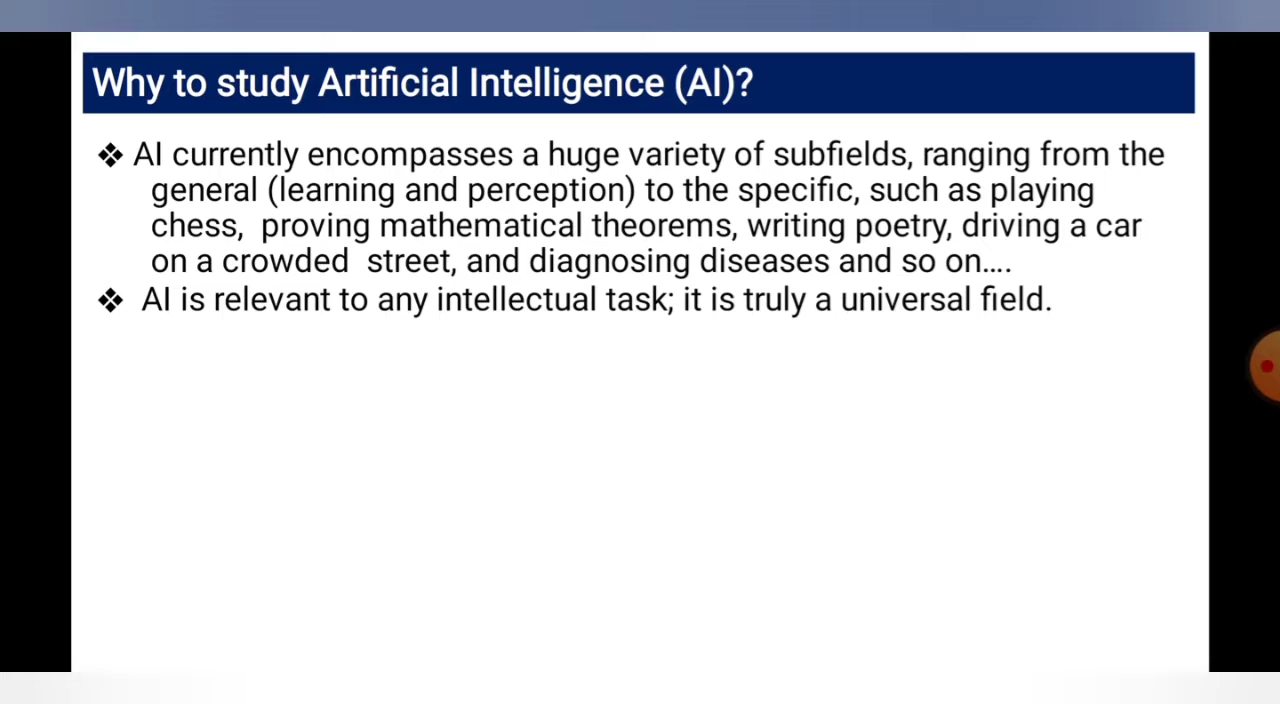 Why to study Artificial Intelligence (AI)?
❖ AI currently encompasses a huge variety of subfields, ranging from the
general (learning and perception) to the specific, such as playing
chess,  proving mathematical theorems, writing poetry, driving a car
on a crowded  street, and diagnosing diseases and so on....
❖  AI is relevant to any intellectual task; it is truly a universal field.